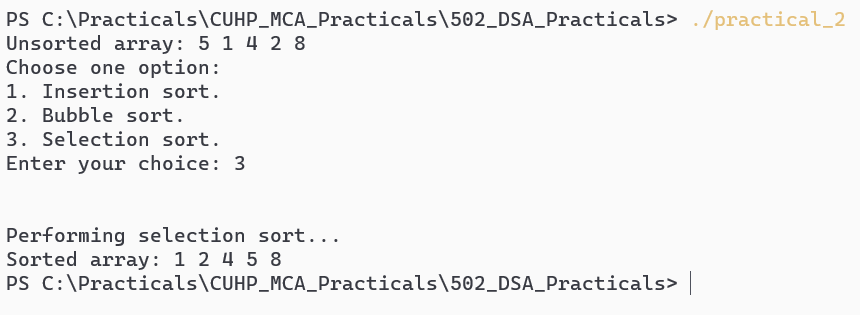 PS C:\Practicals\CUHP_MCA_Practicals\502_DSA_Practicals> ./practical_2
Unsorted array: 5 1 4 2 8
Choose one option:
1. Insertion sort.
2. Bubble sort.
3. Selection sort.
Enter your choice: 3
Performing selection sort...
Sorted array: 1 2 4 5 8
PS C:\Practicals\CUHP_MCA_Practicals\502_DSA_Practicals>